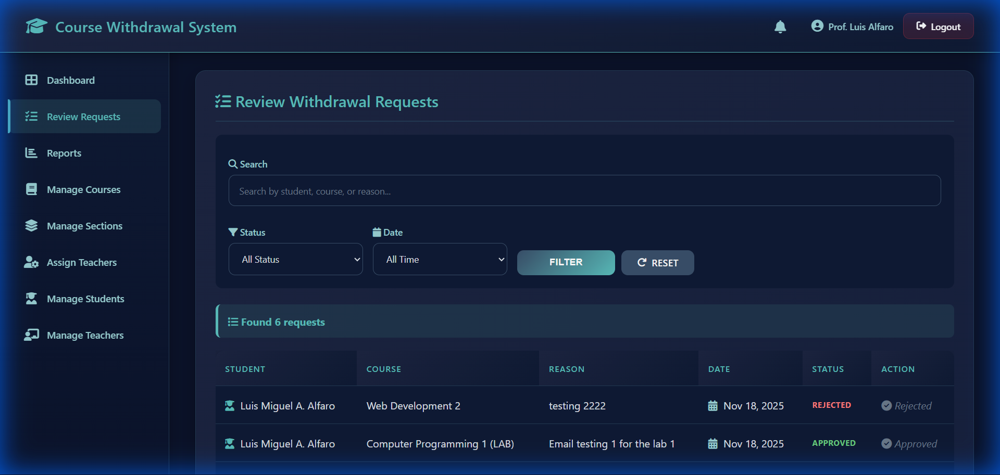 Course Withdrawal System
Prof. Luis Alfaro
Logout
Dashboard
Review Requests
Reports
Manage Courses
Manage Sections
Assign Teachers
Manage Students
Manage Teachers
Review Withdrawal Requests
Search
Search by student, course, or reason...
Status
Date
All Status
All Time
FILTER
RESET
Found 6 requests
STUDENT COURSE REASON DATE STATUS ACTION
Luis Miguel A. Alfaro Web Development 2 testing 2222 Nov 18, 2025 REJECTED Rejected
Luis Miguel A. Alfaro Computer Programming 1 (LAB) Email testing 1 for the lab 1 Nov 18, 2025 APPROVED Approved